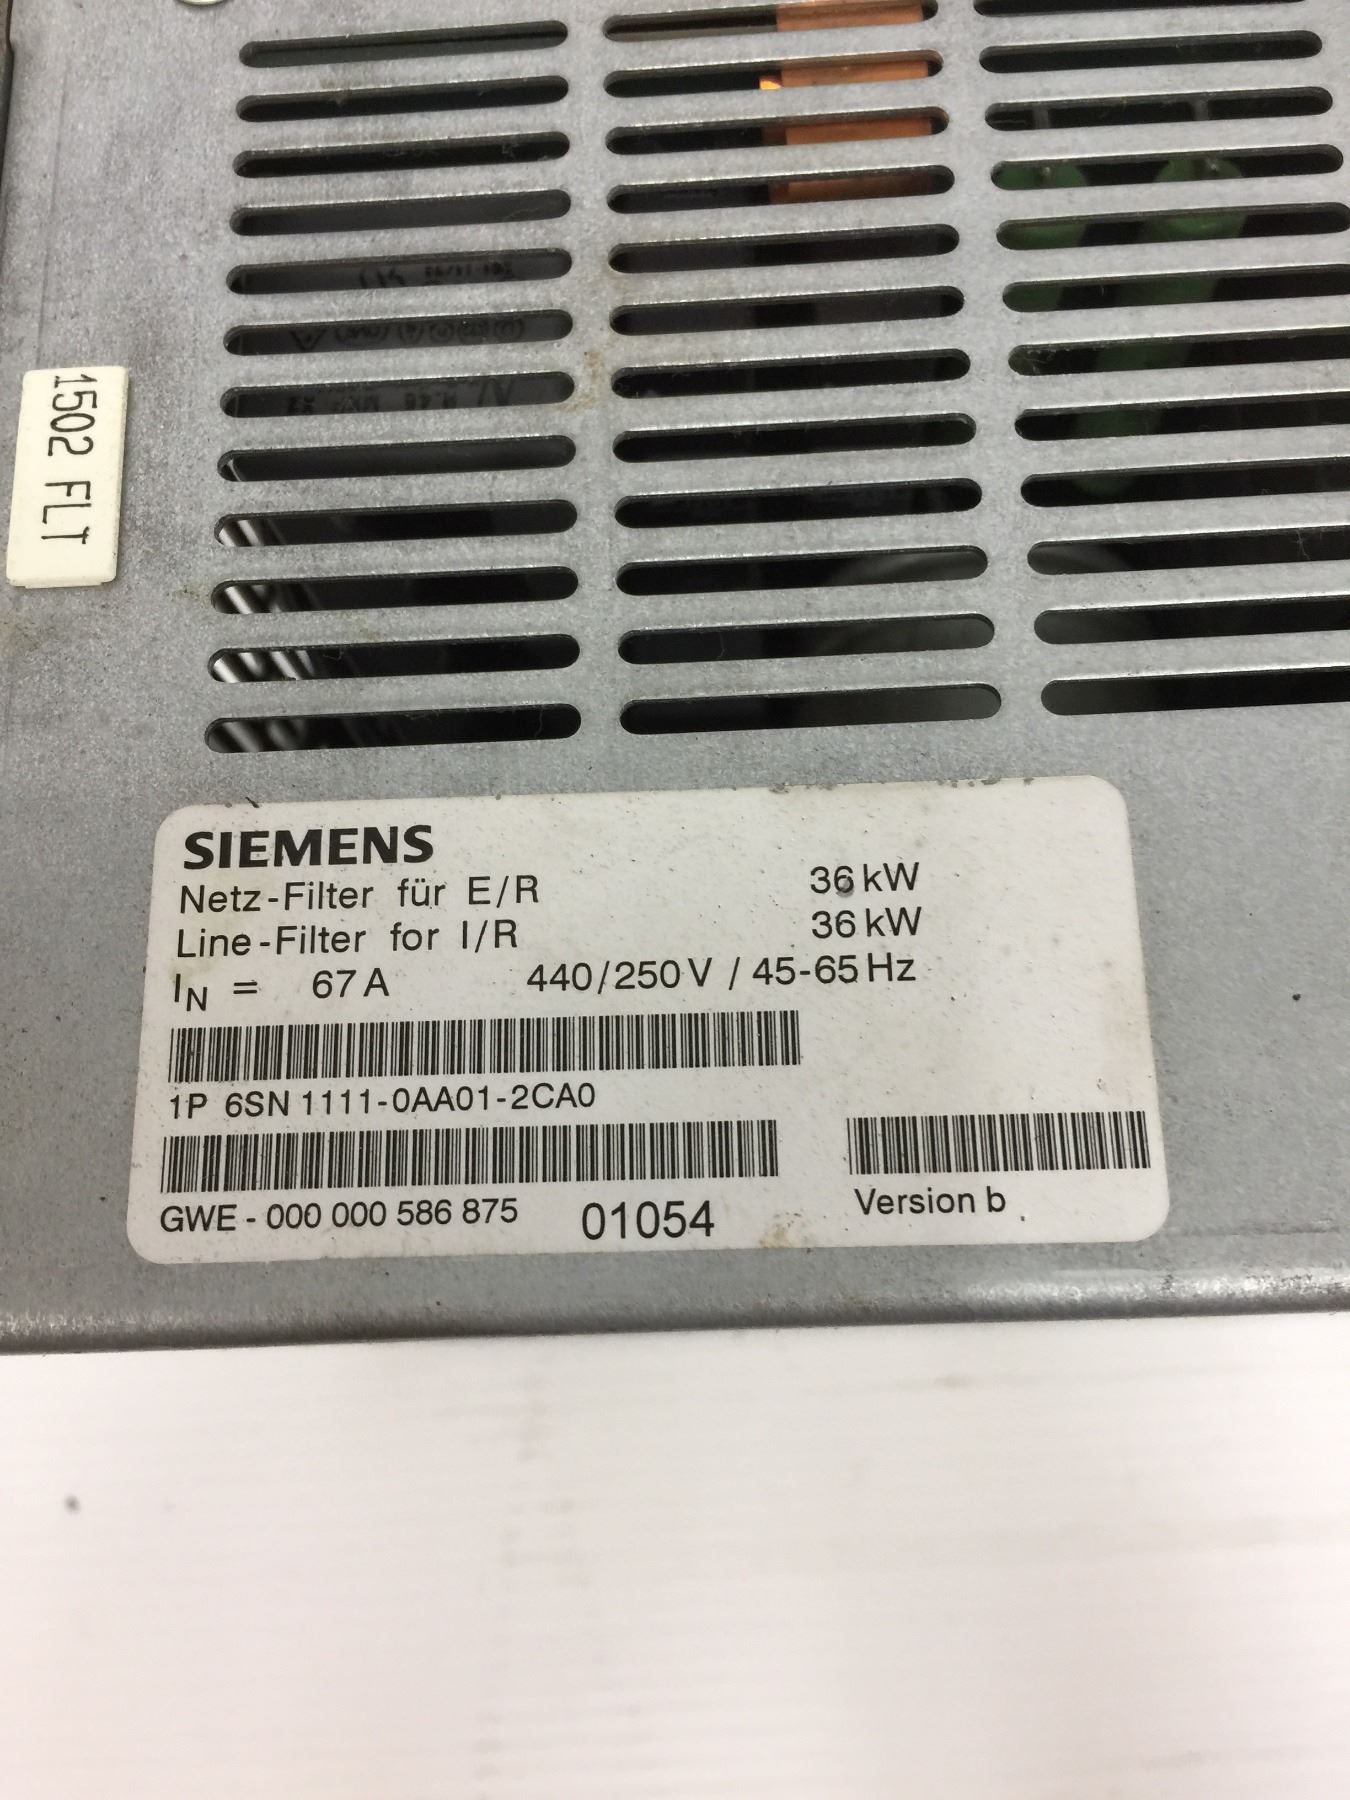 1502 FLT
SIEMENS
Netz-Filter für E/R 36 kW
Line-Filter for I/R 36 kW
IN = 67 A 440/250 V / 45-65 Hz
1P 6SN 1111-0AA01-2CA0
GWE - 000 000 586 875 01054 Version b